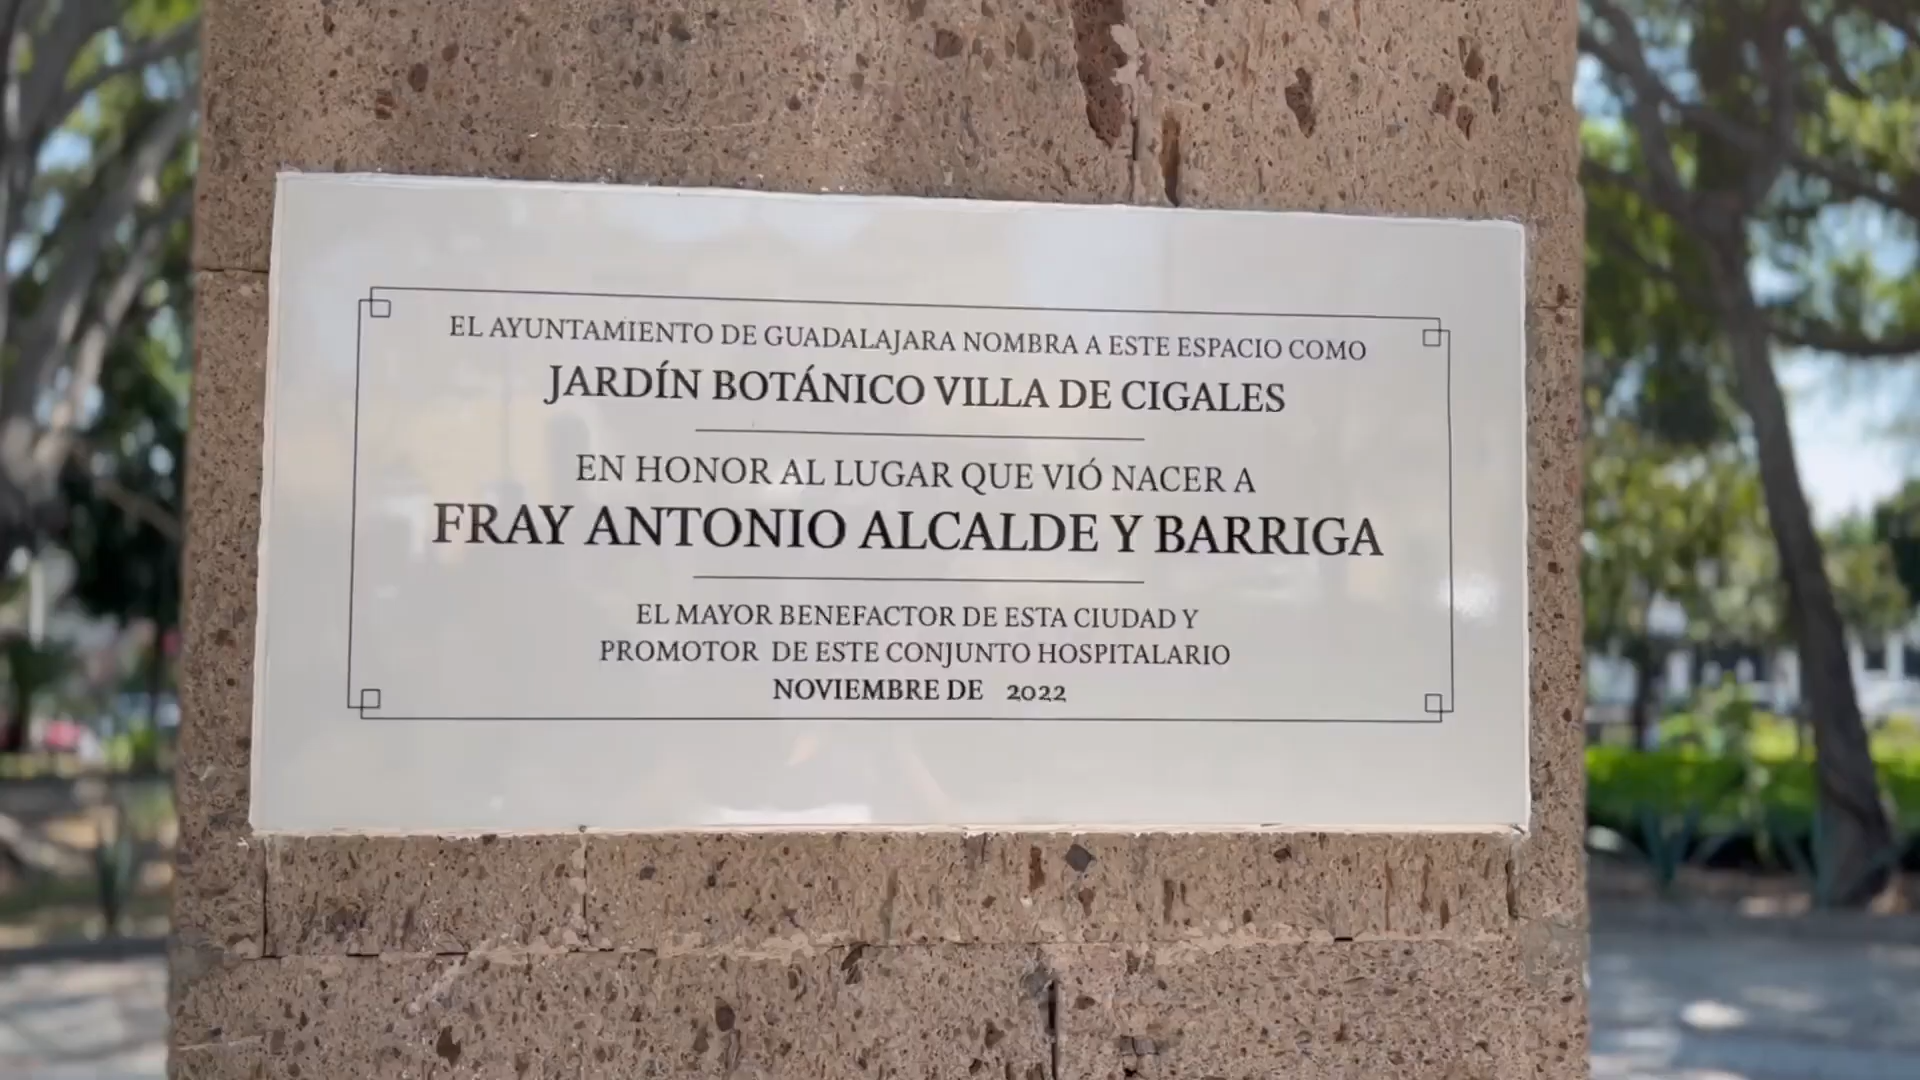 EL AYUNTAMIENTO DE GUADALAJARA NOMBRA A ESTE ESPACIO COMO
JARDÍN BOTÁNICO VILLA DE CIGALES
EN HONOR AL LUGAR QUE VIÓ NACER A
FRAY ANTONIO ALCALDE Y BARRIGA
EL MAYOR BENEFACTOR DE ESTA CIUDAD Y
PROMOTOR DE ESTE CONJUNTO HOSPITALARIO
NOVIEMBRE DE 2022